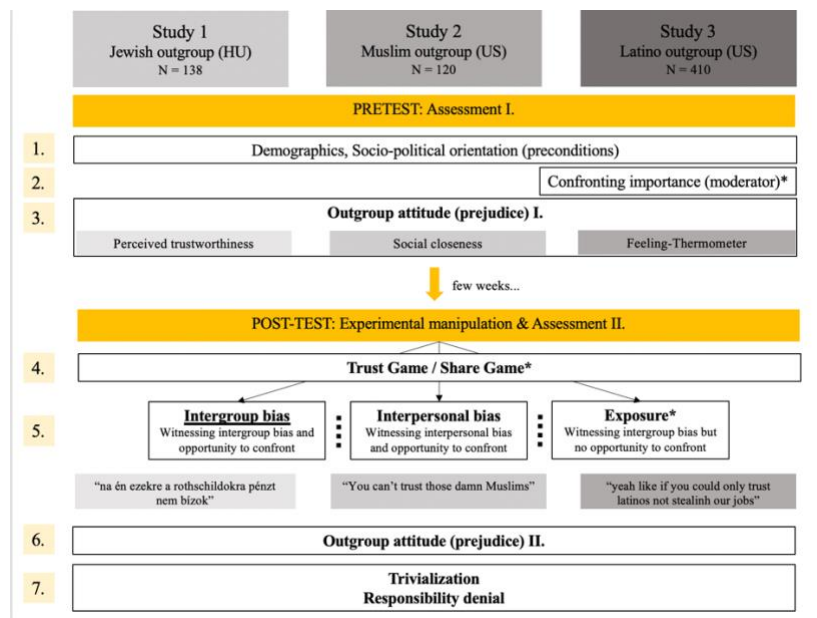 Study 1
Jewish outgroup (HU)
N = 138
Study 2
Muslim outgroup (US)
N = 120
Study 3
Latino outgroup (US)
N = 410
PRETEST: Assessment I.
1.
Demographics, Socio-political orientation (preconditions)
2.
Confronting importance (moderator)*
3.
Outgroup attitude (prejudice) I.
Perceived trustworthiness
Social closeness
Feeling-Thermometer
few weeks...
POST-TEST: Experimental manipulation & Assessment II.
4.
Trust Game / Share Game*
5.
Intergroup bias
Witnessing intergroup bias and
opportunity to confront
Interpersonal bias
Witnessing interpersonal bias
and opportunity to confront
Exposure*
Witnessing intergroup bias but
no opportunity to confront
“na én ezekre a rothschildokra pénzt
nem bízok”
“You can’t trust those damn Muslims”
“yeah like if you could only trust
latinos not stealinh our jobs”
6.
Outgroup attitude (prejudice) II.
7.
Trivialization
Responsibility denial